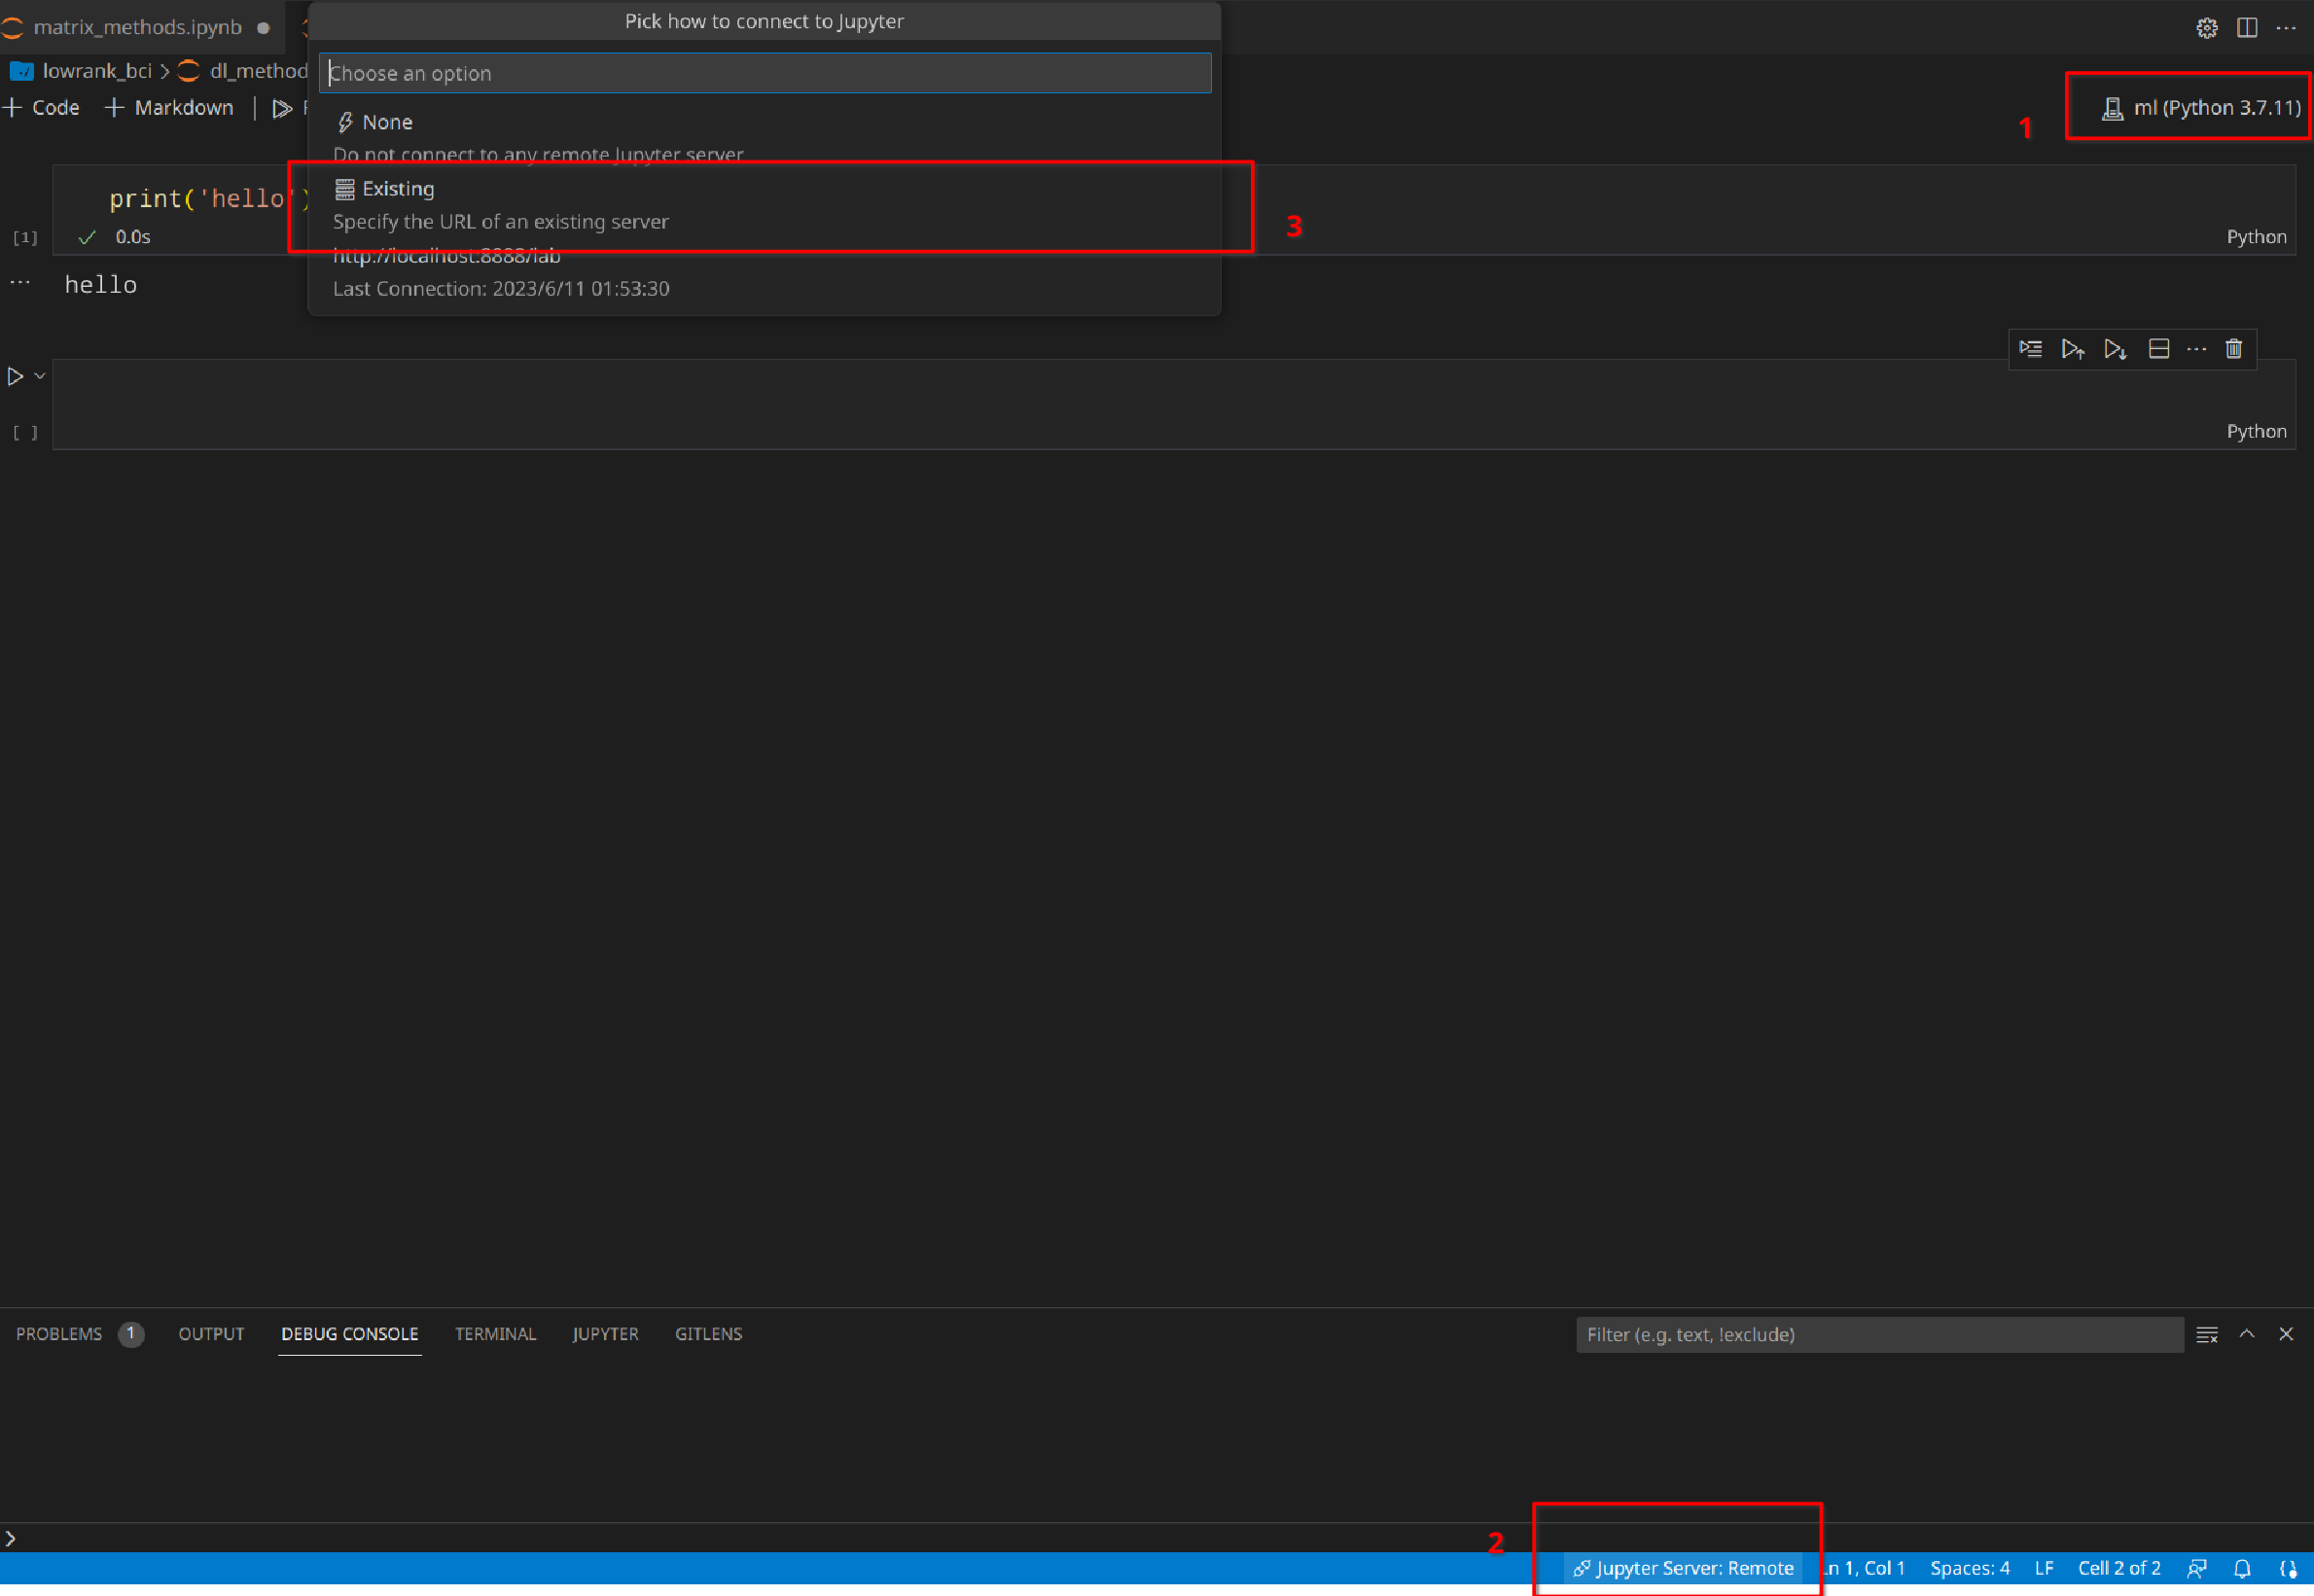 Pick how to connect to Jupyter
matrix_methods.ipynb
Choose an option
lowrank_bci > dl_method
Code Markdown
ml (Python 3.7.11)
1
None
Do not connect to any remote Jupyter server
Existing
Specify the URL of an existing server
3
http://localhost:8888/lab
Last Connection: 2023/6/11 01:53:30
print('hello')
[1] 0.0s
Python
hello
[ ]
Python
PROBLEMS 1 OUTPUT DEBUG CONSOLE TERMINAL JUPYTER GITLENS
Filter (e.g. text, !exclude)
2
Jupyter Server: Remote Ln 1, Col 1 Spaces: 4 LF Cell 2 of 2